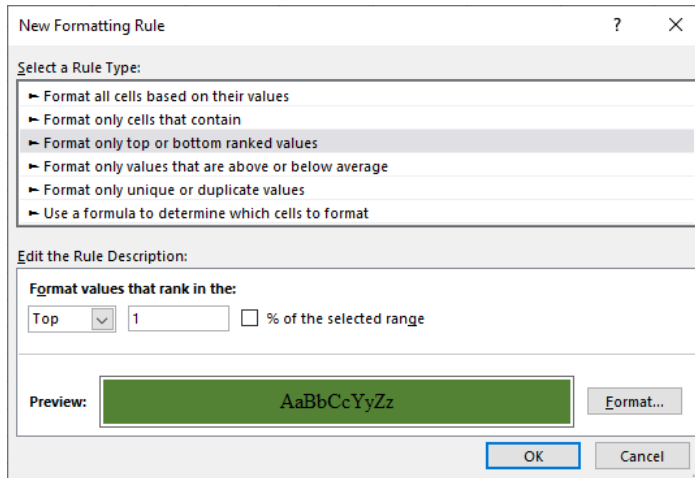 New Formatting Rule ? ×
Select a Rule Type:
► Format all cells based on their values
► Format only cells that contain
► Format only top or bottom ranked values
► Format only values that are above or below average
► Format only unique or duplicate values
► Use a formula to determine which cells to format
Edit the Rule Description:
Format values that rank in the:
Top 1 % of the selected range
Preview: AaBbCcYyZz Format...
OK Cancel